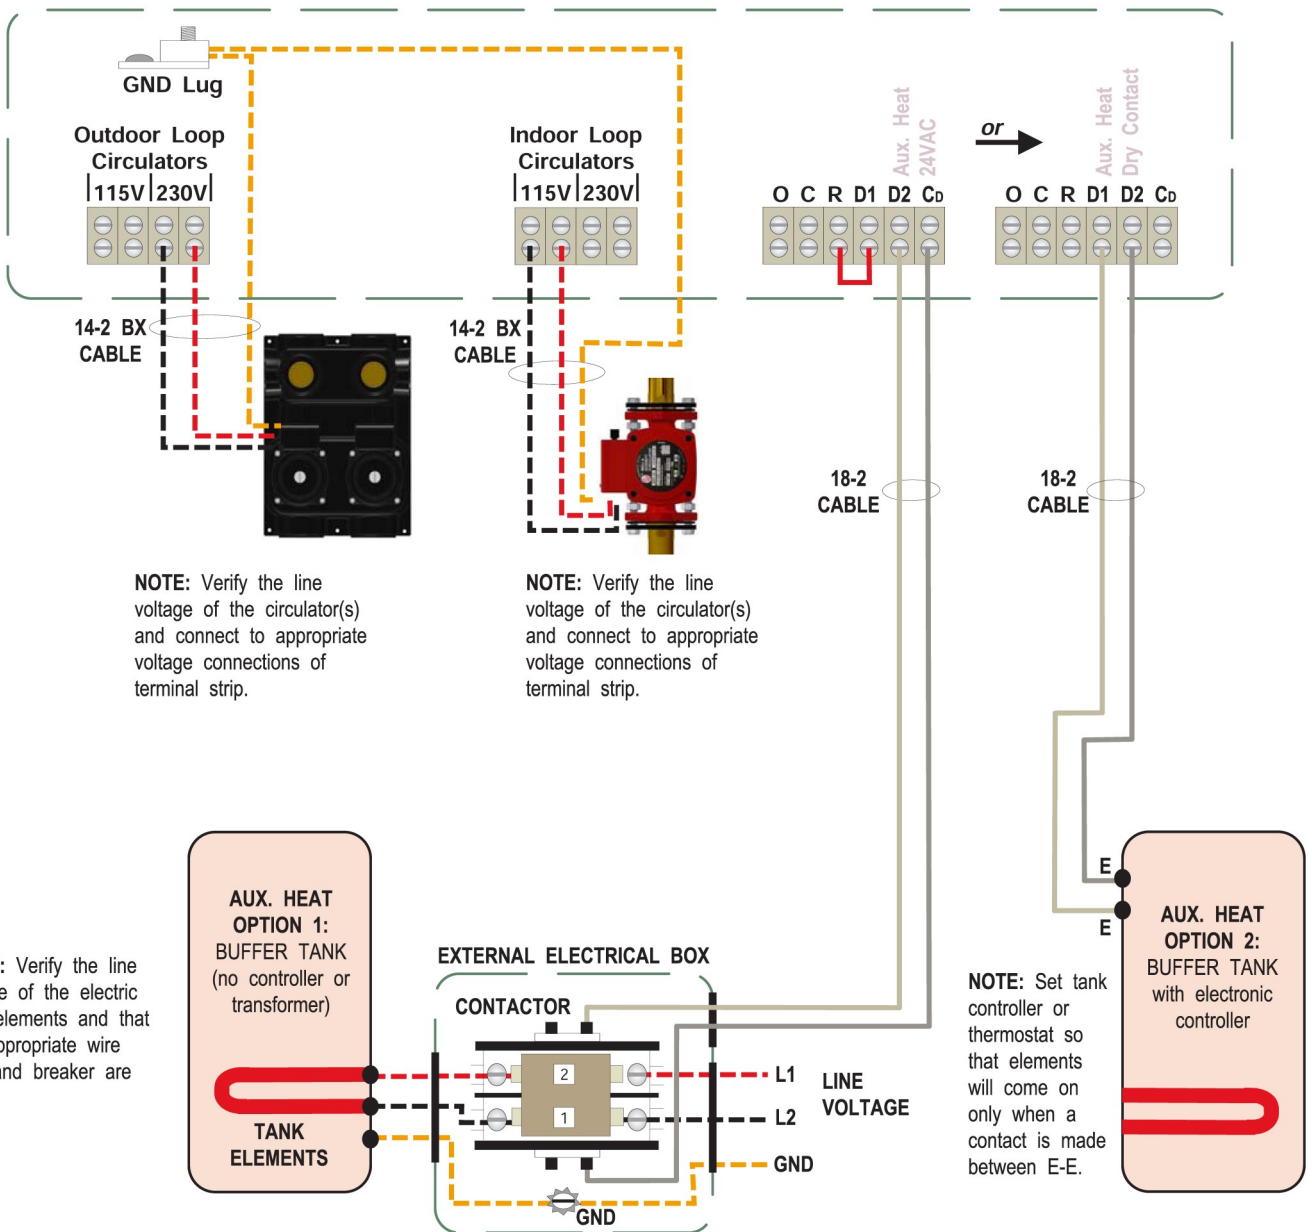 GND Lug
Outdoor Loop
Circulators
115V 230V
Indoor Loop
Circulators
115V 230V
Aux. Heat
24VAC
or
Aux. Heat
Dry Contact
O C R D1 D2 CD
O C R D1 D2 CD
14-2 BX
CABLE
14-2 BX
CABLE
18-2
CABLE
18-2
CABLE
NOTE: Verify the line
voltage of the circulator(s)
and connect to appropriate
voltage connections of
terminal strip.
NOTE: Verify the line
voltage of the circulator(s)
and connect to appropriate
voltage connections of
terminal strip.
AUX. HEAT
OPTION 1:
BUFFER TANK
(no controller or
transformer)
TANK
ELEMENTS
: Verify the line
e of the electric
elements and that
ppropriate wire
and breaker are
EXTERNAL ELECTRICAL BOX
CONTACTOR
2
1
L1
L2
LINE
VOLTAGE
GND
GND
E
E
AUX. HEAT
OPTION 2:
BUFFER TANK
with electronic
controller
NOTE: Set tank
controller or
thermostat so
that elements
will come on
only when a
contact is made
between E-E.